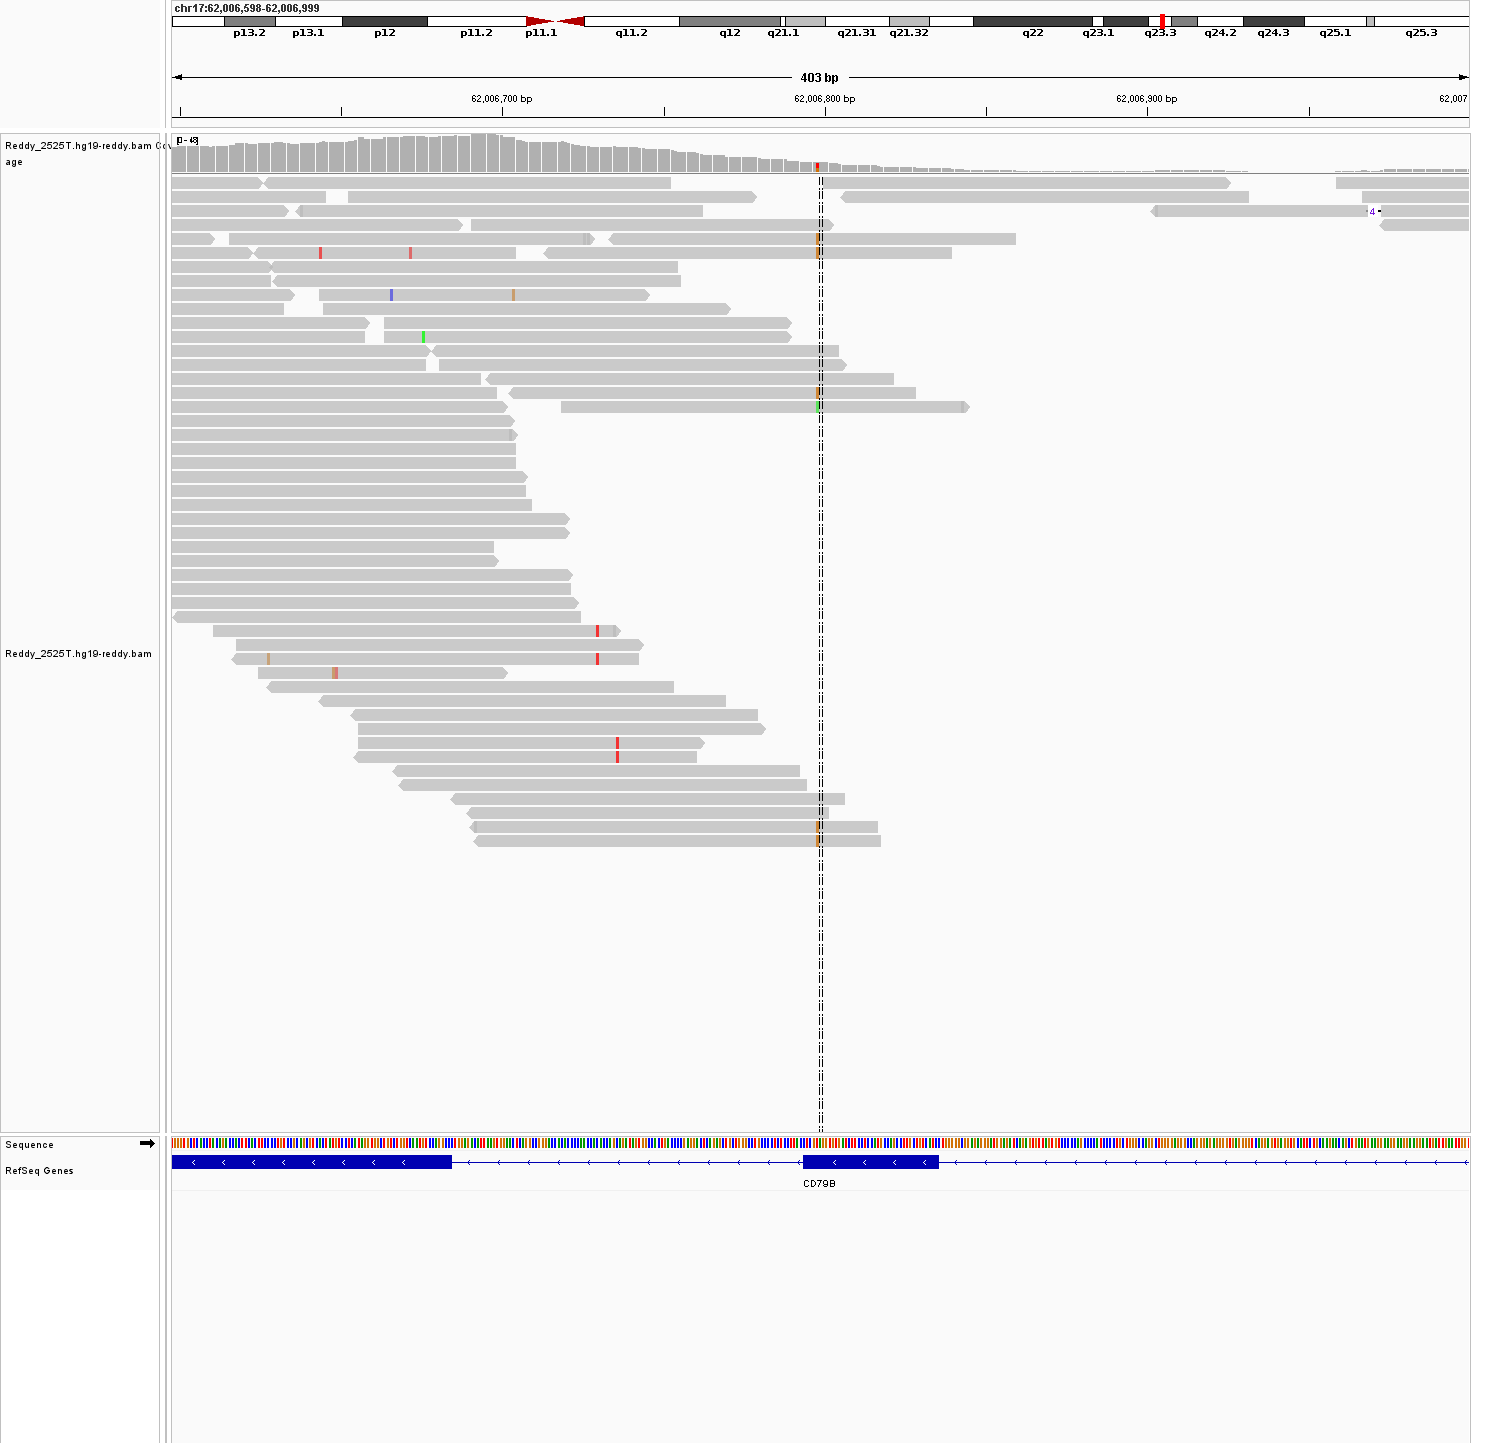 chr17:62,006,598-62,006,999
p13.2 p13.1 p12 p11.2 p11.1 q11.2 q12 q21.1 q21.31 q21.32 q22 q23.1 q23.3 q24.2 q24.3 q25.1 q25.3
403 bp
62,006,700 bp 62,006,800 bp 62,006,900 bp 62,007
Reddy_2525T.hg19-reddy.bam Cov
age
4
Reddy_2525T.hg19-reddy.bam
Sequence
RefSeq Genes
CD79B